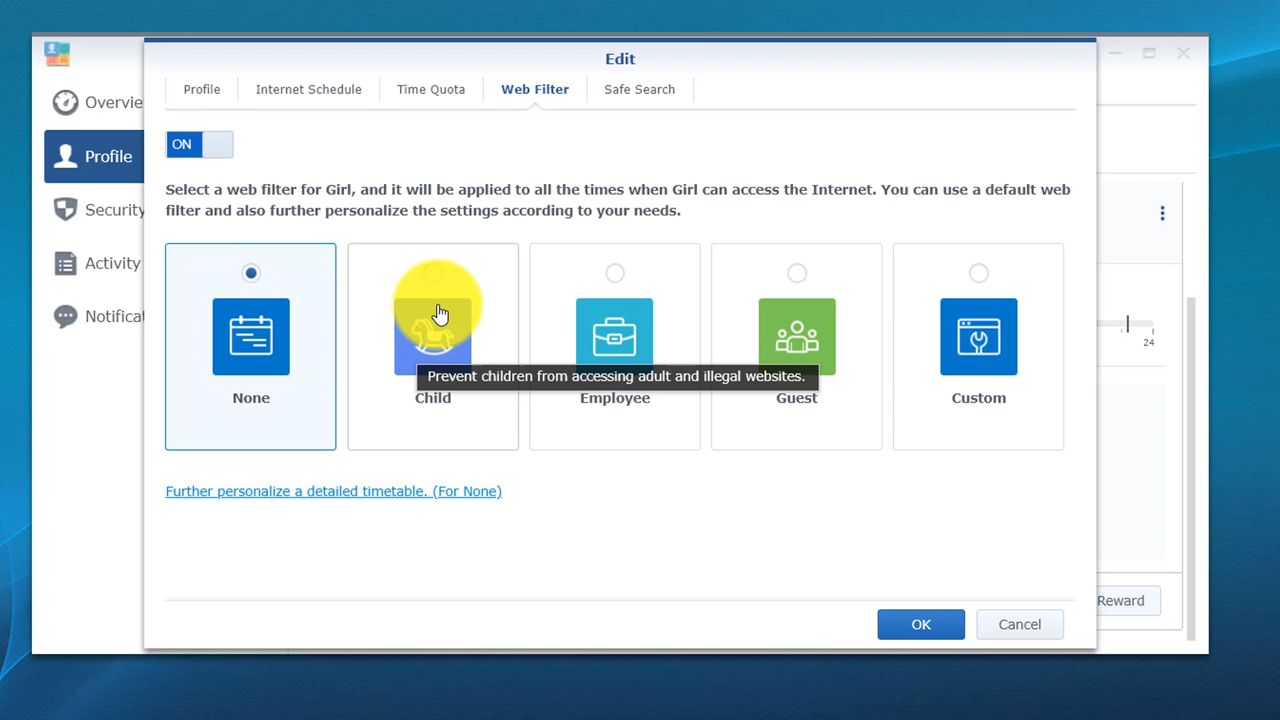 Edit
Profile
Internet Schedule
Time Quota
Web Filter
Safe Search
Overvie
Profile
Security
Activity
Notificat
ON
Select a web filter for Girl, and it will be applied to all the times when Girl can access the Internet. You can use a default web
filter and also further personalize the settings according to your needs.
Prevent children from accessing adult and illegal websites.
None
Child
Employee
Guest
Custom
24
Further personalize a detailed timetable. (For None)
Reward
OK
Cancel